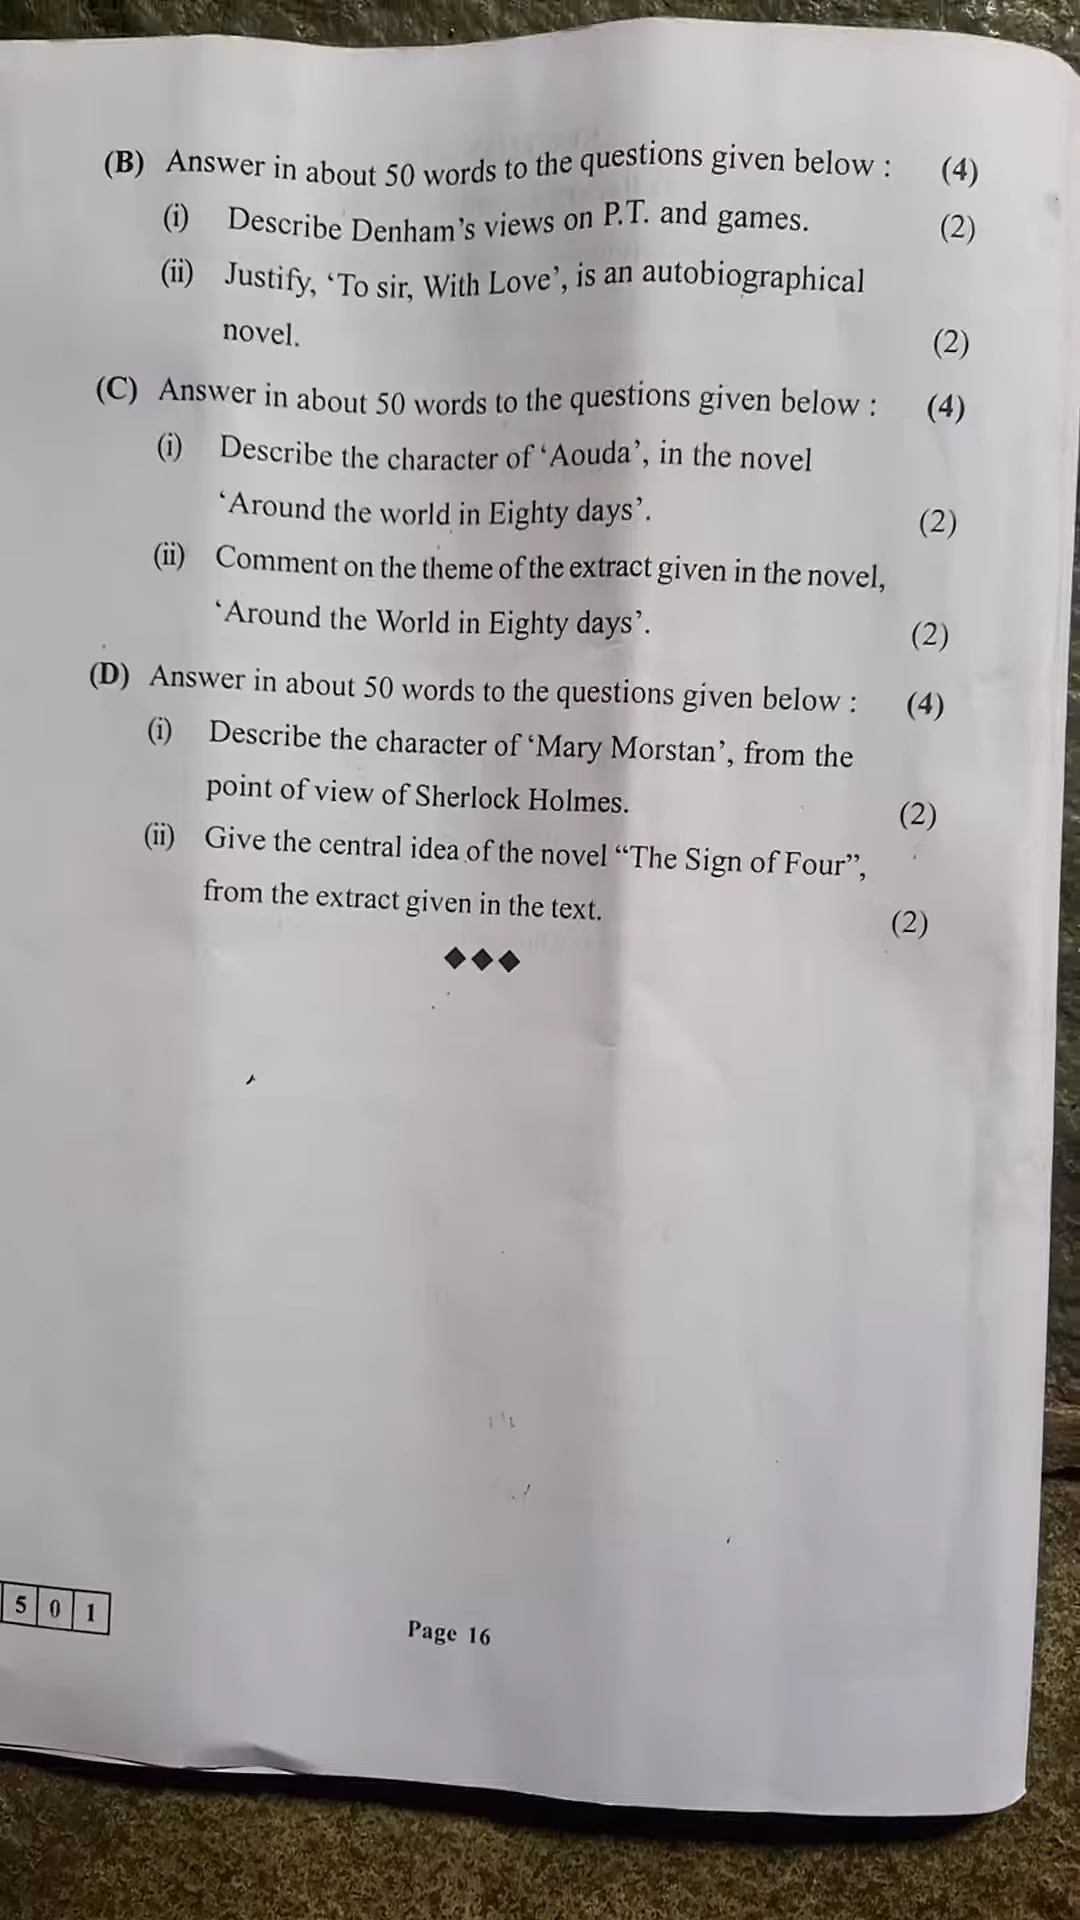 (B) Answer in about 50 words to the questions given below : (4)
(i) Describe Denham's views on P.T. and games. (2)
(ii) Justify, 'To sir, With Love', is an autobiographical
novel. (2)
(C) Answer in about 50 words to the questions given below : (4)
(i) Describe the character of 'Aouda', in the novel
'Around the world in Eighty days'. (2)
(ii) Comment on the theme of the extract given in the novel,
'Around the World in Eighty days'. (2)
(D) Answer in about 50 words to the questions given below : (4)
(i) Describe the character of 'Mary Morstan', from the
point of view of Sherlock Holmes. (2)
(ii) Give the central idea of the novel "The Sign of Four",
from the extract given in the text. (2)
5 0 1
Page 16